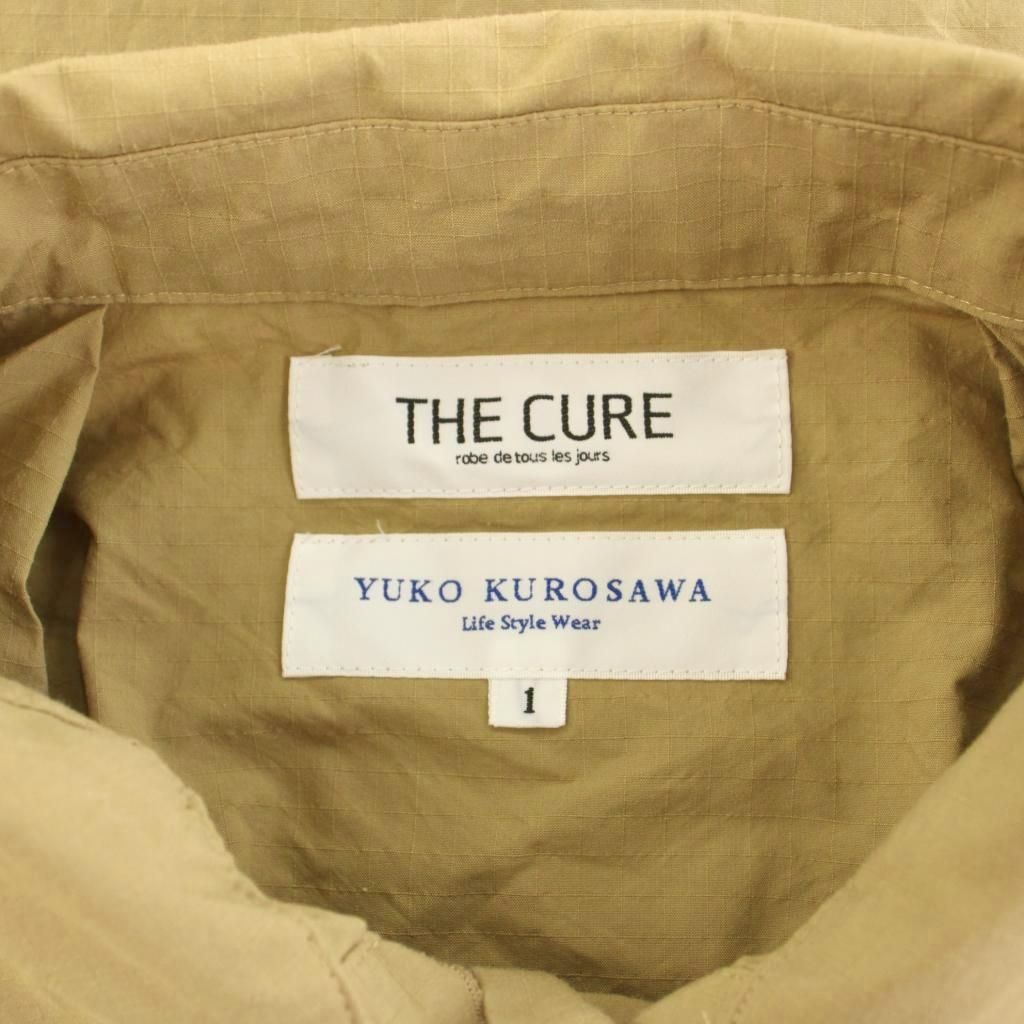 THE CURE
robe de tous les jours
YUKO KUROSAWA
Life Style Wear
1